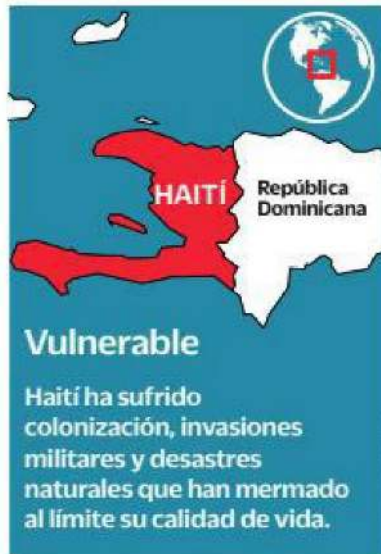 HAITÍ
República
Dominicana
Vulnerable
Haití ha sufrido
colonización, invasiones
militares y desastres
naturales que han mermado
al límite su calidad de vida.